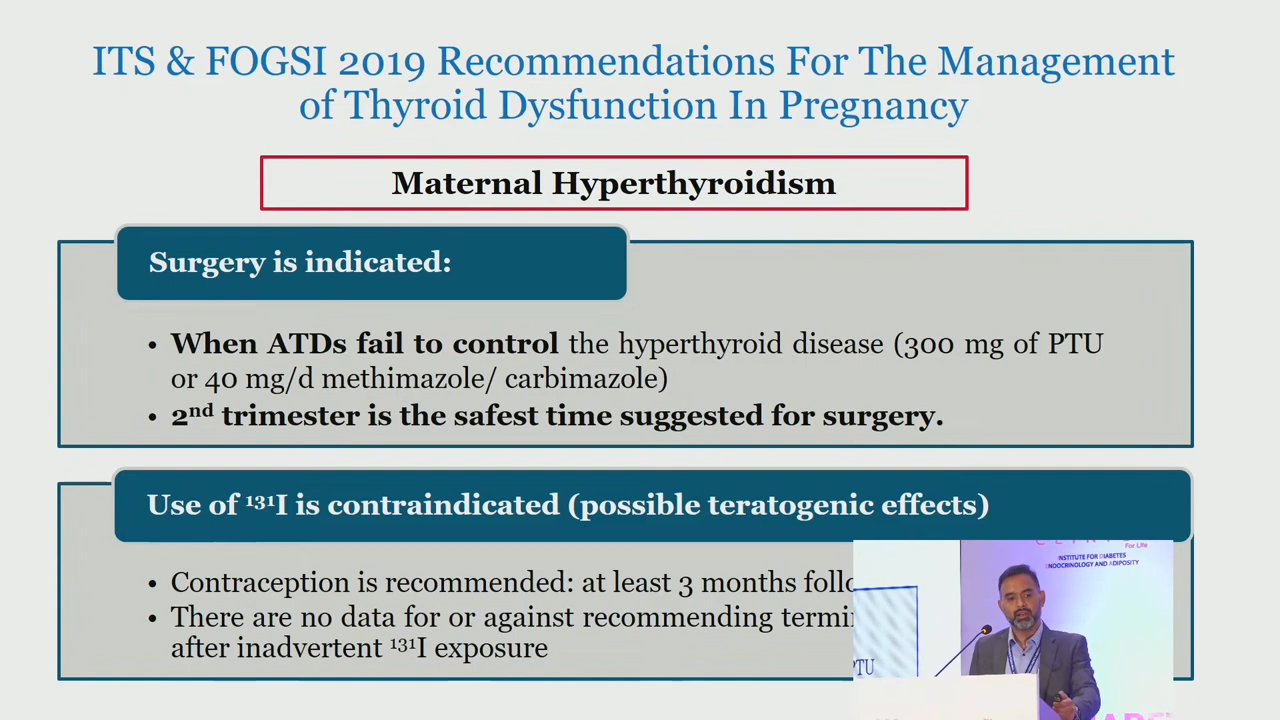 ITS & FOGSI 2019 Recommendations For The Management
of Thyroid Dysfunction In Pregnancy
Maternal Hyperthyroidism
Surgery is indicated:
• When ATDs fail to control the hyperthyroid disease (300 mg of PTU
or 40 mg/d methimazole/ carbimazole)
• 2nd trimester is the safest time suggested for surgery.
Use of ¹³¹I is contraindicated (possible teratogenic effects)
For Life
INSTITUTE FOR DIABETES
ENDOCRINOLOGY AND ADIPOSITY
• Contraception is recommended: at least 3 months
• There are no data for or against recommending
after inadvertent ¹³¹I exposure
PTU